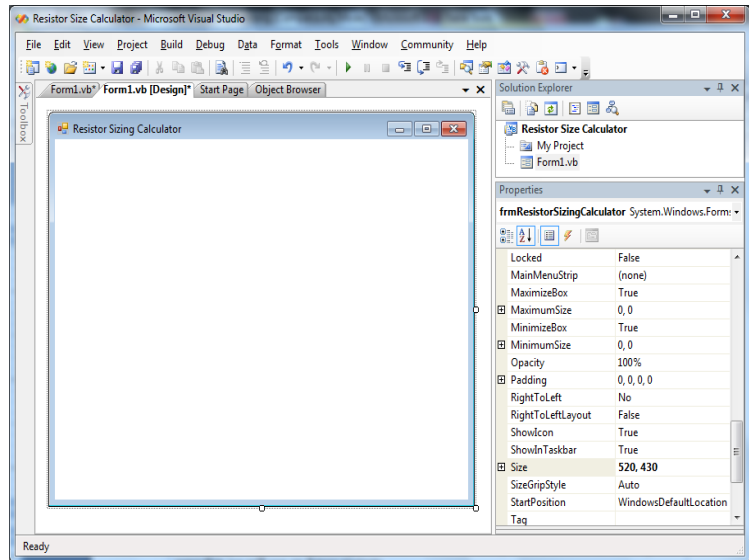 Resistor Size Calculator - Microsoft Visual Studio
File Edit View Project Build Debug Data Format Tools Window Community Help
Toolbox
Form1.vb* Form1.vb [Design]* Start Page Object Browser
Resistor Sizing Calculator
Solution Explorer
Resistor Size Calculator
My Project
Form1.vb
Properties
frmResistorSizingCalculator System.Windows.Form
Locked False
MainMenuStrip (none)
MaximizeBox True
MaximumSize 0, 0
MinimizeBox True
MinimumSize 0, 0
Opacity 100%
Padding 0, 0, 0, 0
RightToLeft No
RightToLeftLayout False
ShowIcon True
ShowInTaskbar True
Size 520, 430
SizeGripStyle Auto
StartPosition WindowsDefaultLocation
Tag
Ready